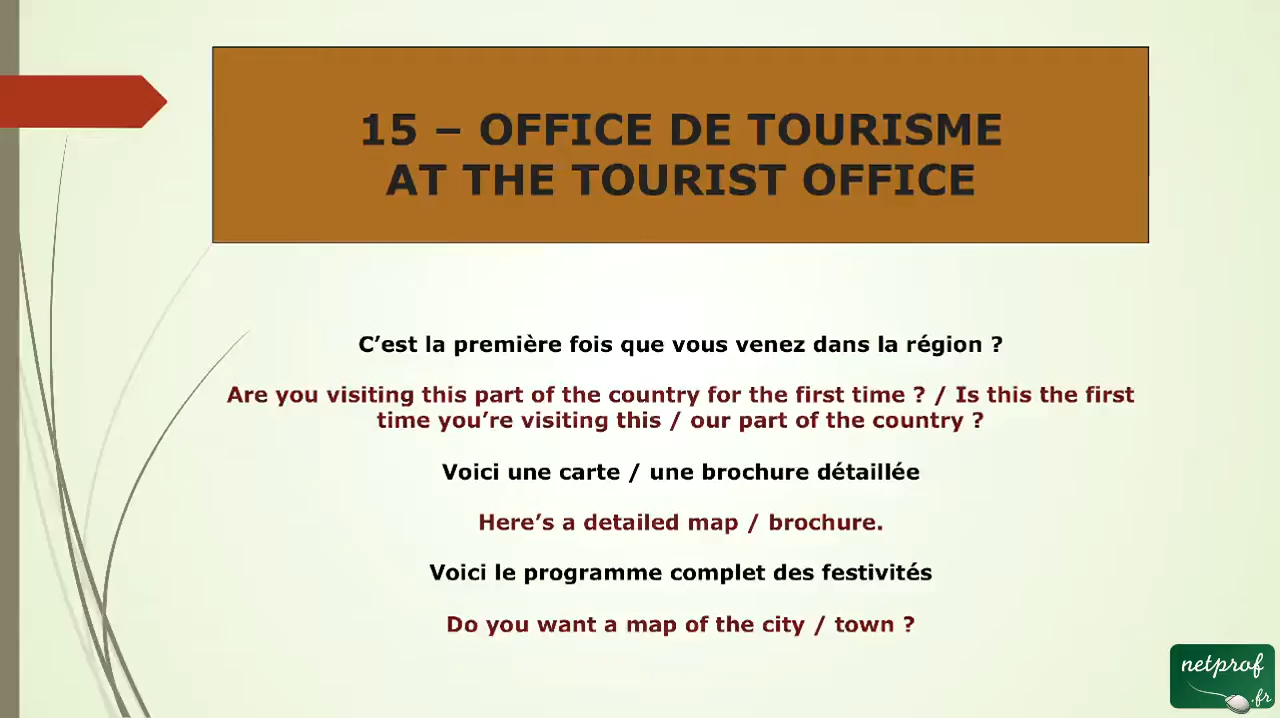 15 – OFFICE DE TOURISME
AT THE TOURIST OFFICE
C’est la première fois que vous venez dans la région ?
Are you visiting this part of the country for the first time ? / Is this the first
time you’re visiting this / our part of the country ?
Voici une carte / une brochure détaillée
Here’s a detailed map / brochure.
Voici le programme complet des festivités
Do you want a map of the city / town ?
netprof
.fr